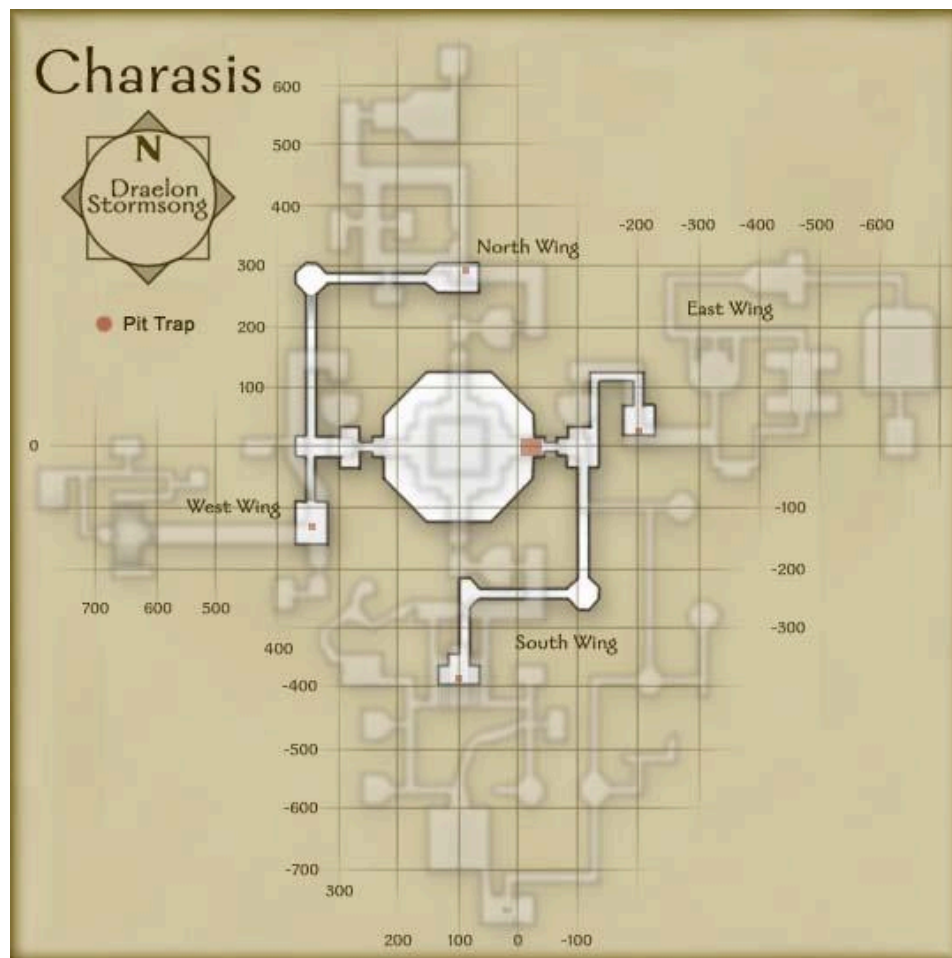 Charasis
N
Draelon
Stormsong
Pit Trap
600
500
400
300
200
100
0
North Wing
-200 -300 -400 -500 -600
East Wing
West Wing
-100
-200
-300
700 600 500
400
South Wing
-400
-500
-600
-700
300
200 100 0 -100